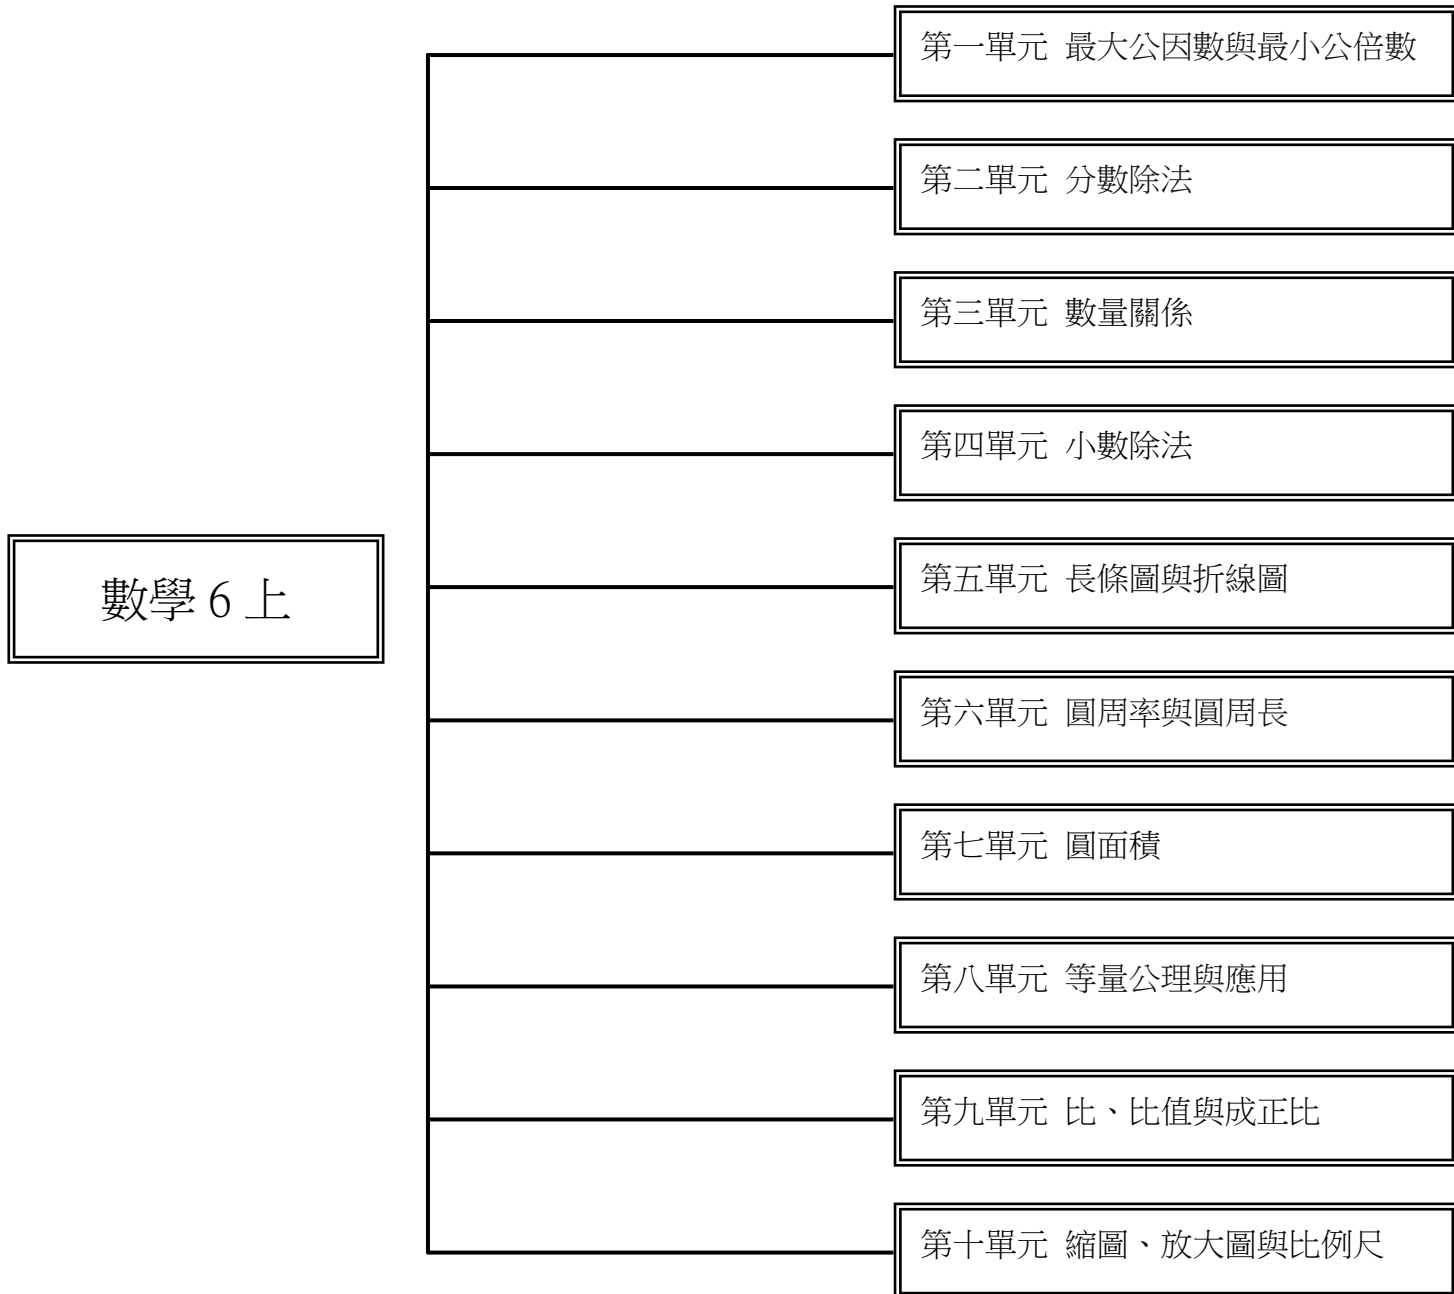 數學 6 上
第一單元 最大公因數與最小公倍數
第二單元 分數除法
第三單元 數量關係
第四單元 小數除法
第五單元 長條圖與折線圖
第六單元 圓周率與圓周長
第七單元 圓面積
第八單元 等量公理與應用
第九單元 比、比值與成正比
第十單元 縮圖、放大圖與比例尺